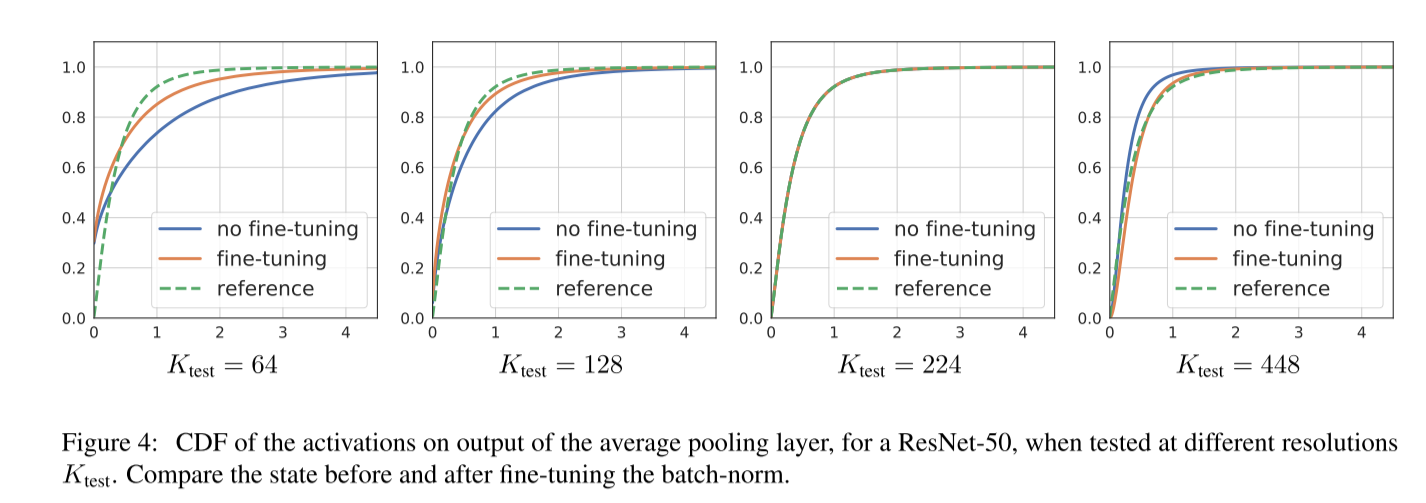 1.0
0.8
0.6
0.4
0.2
0.0
0 1 2 3 4
no fine-tuning
fine-tuning
reference
K_test = 64
1.0
0.8
0.6
0.4
0.2
0.0
0 1 2 3 4
no fine-tuning
fine-tuning
reference
K_test = 128
1.0
0.8
0.6
0.4
0.2
0.0
0 1 2 3 4
no fine-tuning
fine-tuning
reference
K_test = 224
1.0
0.8
0.6
0.4
0.2
0.0
0 1 2 3 4
no fine-tuning
fine-tuning
reference
K_test = 448
Figure 4: CDF of the activations on output of the average pooling layer, for a ResNet-50, when tested at different resolutions
K_test. Compare the state before and after fine-tuning the batch-norm.